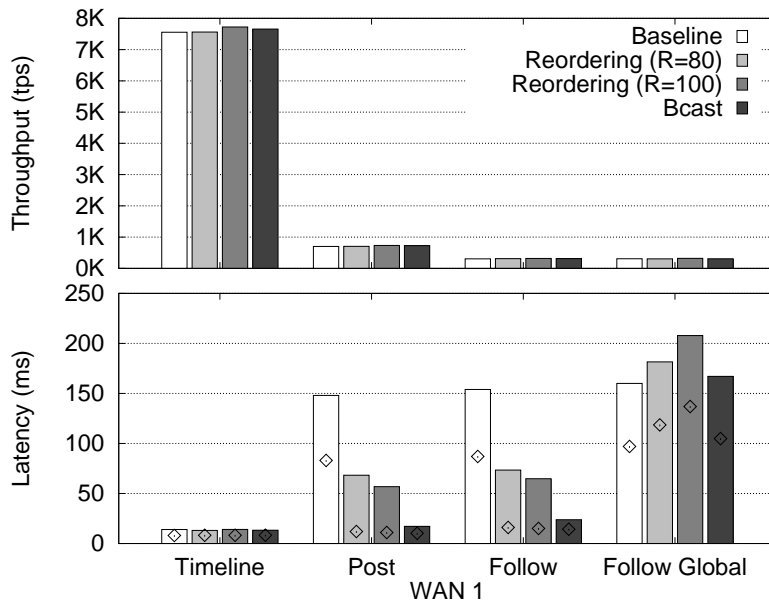 8K
7K
6K
5K
4K
3K
2K
1K
0K
Throughput (tps)
Baseline
Reordering (R=80)
Reordering (R=100)
Bcast
250
200
150
100
50
0
Latency (ms)
Timeline Post Follow Follow Global
WAN 1